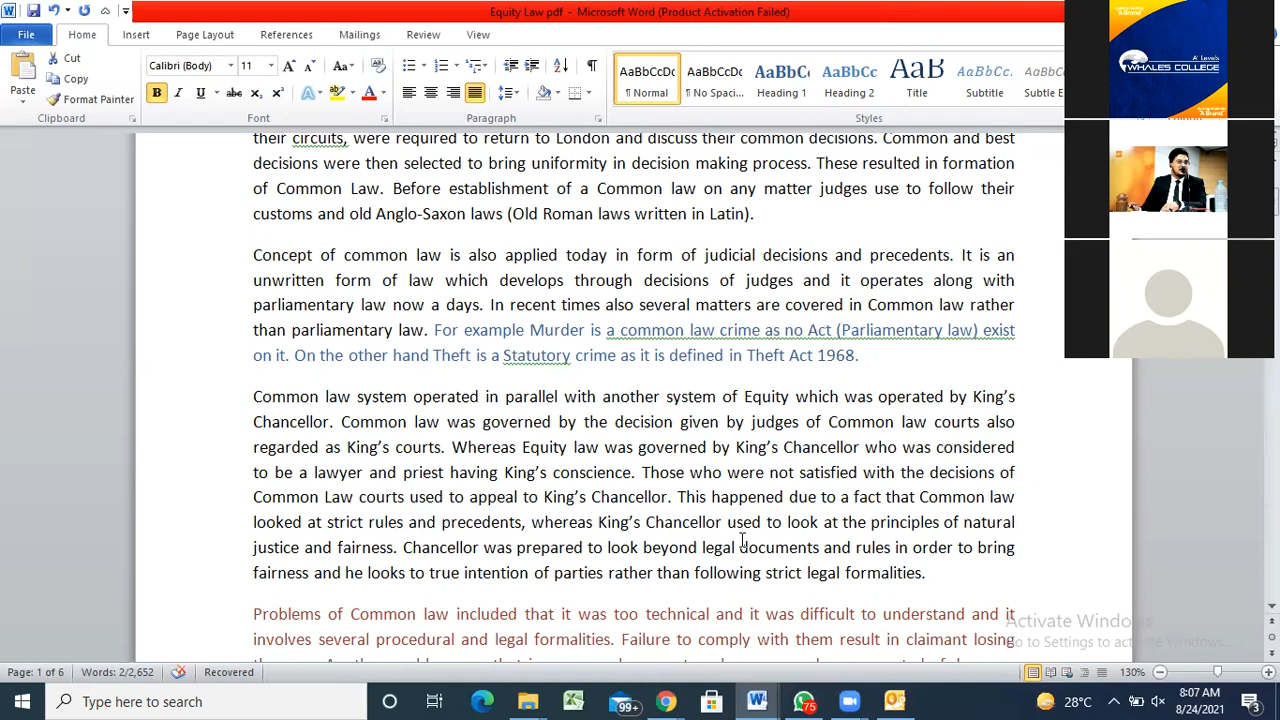 Equity Law pdf - Microsoft Word (Product Activation Failed)
File Home Insert Page Layout References Mailings Review View
Paste
Cut
Copy
Format Painter
Clipboard
Calibri (Body) 11
B I U abc x₂ x² A A
Font
Paragraph
AaBbCcDc AaBbCcDc AaBbCc AaBbCc AaB AaBbCcDc AaBbCcDc
¶ Normal ¶ No Spaci... Heading 1 Heading 2 Title Subtitle Subtle E
Styles
A' Levels
WHALES COLLEGE
their circuits, were required to return to London and discuss their common decisions. Common and best
decisions were then selected to bring uniformity in decision making process. These resulted in formation
of Common Law. Before establishment of a Common law on any matter judges use to follow their
customs and old Anglo-Saxon laws (Old Roman laws written in Latin).
Concept of common law is also applied today in form of judicial decisions and precedents. It is an
unwritten form of law which develops through decisions of judges and it operates along with
parliamentary law now a days. In recent times also several matters are covered in Common law rather
than parliamentary law. For example Murder is a common law crime as no Act (Parliamentary law) exist
on it. On the other hand Theft is a Statutory crime as it is defined in Theft Act 1968.
Common law system operated in parallel with another system of Equity which was operated by King's
Chancellor. Common law was governed by the decision given by judges of Common law courts also
regarded as King's courts. Whereas Equity law was governed by King's Chancellor who was considered
to be a lawyer and priest having King's conscience. Those who were not satisfied with the decisions of
Common Law courts used to appeal to King's Chancellor. This happened due to a fact that Common law
looked at strict rules and precedents, whereas King's Chancellor used to look at the principles of natural
justice and fairness. Chancellor was prepared to look beyond legal documents and rules in order to bring
fairness and he looks to true intention of parties rather than following strict legal formalities.
Problems of Common law included that it was too technical and it was difficult to understand and it
involves several procedural and legal formalities. Failure to comply with them result in claimant losing
Activate Windows
Go to Settings to activate Windows.
Page: 1 of 6 Words: 2/2,652 Recovered 130%
Type here to search
99+
75
28°C
8:07 AM
8/24/2021
3